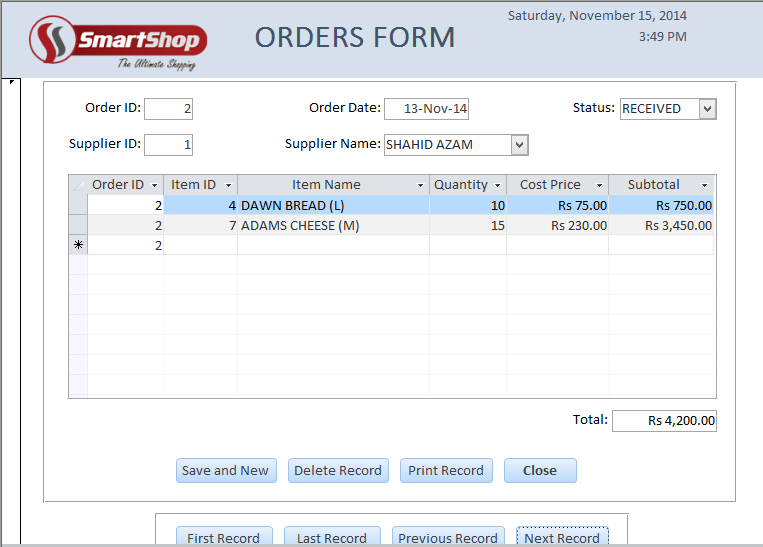 SmartShop
The Ultimate Shopping
ORDERS FORM
Saturday, November 15, 2014
3:49 PM
Order ID: 2 Order Date: 13-Nov-14 Status: RECEIVED
Supplier ID: 1 Supplier Name: SHAHID AZAM
Order ID Item ID Item Name Quantity Cost Price Subtotal
2 4 DAWN BREAD (L) 10 Rs 75.00 Rs 750.00
2 7 ADAMS CHEESE (M) 15 Rs 230.00 Rs 3,450.00
2
Total: Rs 4,200.00
Save and New Delete Record Print Record Close
First Record Last Record Previous Record Next Record